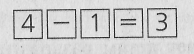 4 − 1 = 3